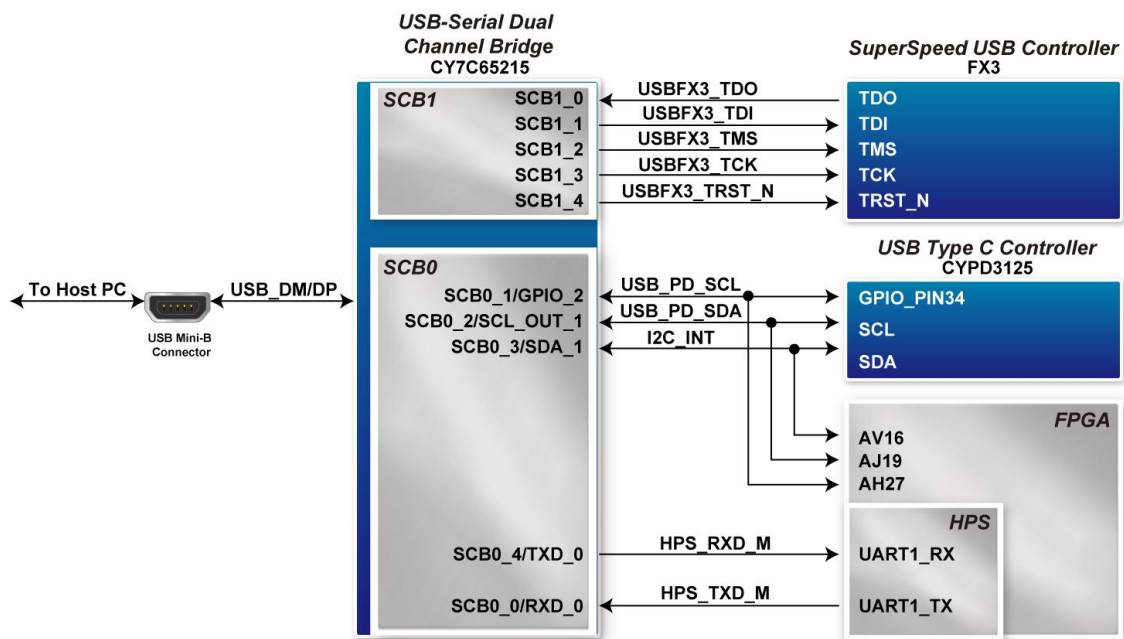 USB-Serial Dual
Channel Bridge
CY7C65215
SuperSpeed USB Controller
FX3
SCB1
SCB1_0
USBFX3_TDO
TDO
SCB1_1
USBFX3_TDI
TDI
SCB1_2
USBFX3_TMS
TMS
SCB1_3
USBFX3_TCK
TCK
SCB1_4
USBFX3_TRST_N
TRST_N
USB Type C Controller
CYPD3125
SCB0
To Host PC
USB_DM/DP
USB Mini-B
Connector
SCB0_1/GPIO_2
USB_PD_SCL
GPIO_PIN34
SCB0_2/SCL_OUT_1
USB_PD_SDA
SCL
SCB0_3/SDA_1
I2C_INT
SDA
FPGA
AV16
AJ19
AH27
HPS
SCB0_4/TXD_0
HPS_RXD_M
UART1_RX
SCB0_0/RXD_0
HPS_TXD_M
UART1_TX